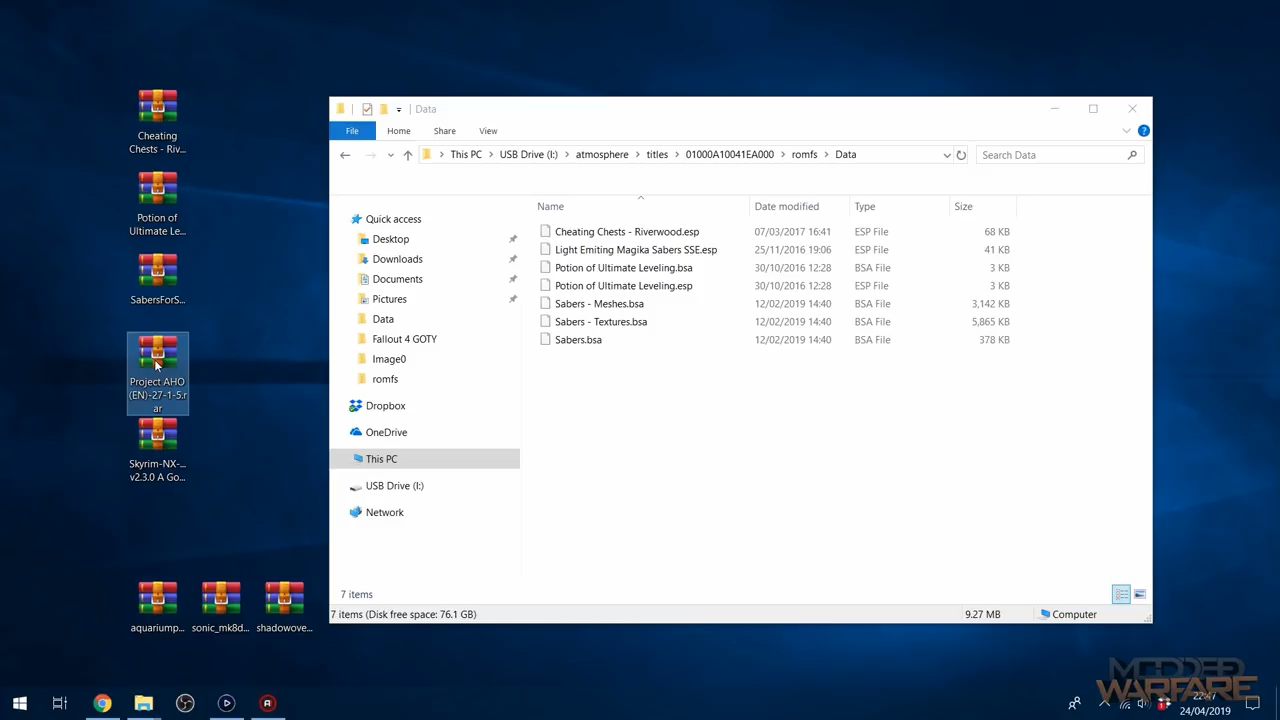 Cheating
Chests - Riv...
Potion of
Ultimate Le...
SabersForS...
Project AHO
(EN)-27-1-5.r
ar
Skyrim-NX-...
v2.3.0 A Go...
aquariump...
sonic_mk8d...
shadowove...
Data
File
Home
Share
View
This PC
USB Drive (I:)
atmosphere
titles
01000A10041EA000
romfs
Data
Search Data
Name
Date modified
Type
Size
Quick access
Desktop
Downloads
Documents
Pictures
Data
Fallout 4 GOTY
Image0
romfs
Dropbox
OneDrive
This PC
USB Drive (I:)
Network
Cheating Chests - Riverwood.esp 07/03/2017 16:41 ESP File 68 KB
Light Emiting Magika Sabers SSE.esp 25/11/2016 19:06 ESP File 41 KB
Potion of Ultimate Leveling.bsa 30/10/2016 12:28 BSA File 3 KB
Potion of Ultimate Leveling.esp 30/10/2016 12:28 ESP File 3 KB
Sabers - Meshes.bsa 12/02/2019 14:40 BSA File 3,142 KB
Sabers - Textures.bsa 12/02/2019 14:40 BSA File 5,865 KB
Sabers.bsa 12/02/2019 14:40 BSA File 378 KB
7 items
7 items (Disk free space: 76.1 GB)
9.27 MB
Computer
MODDED
WARFARE
22:47
24/04/2019